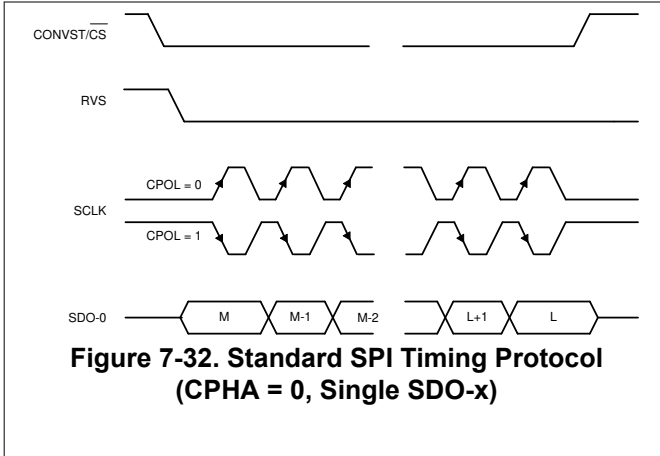 CONVST/CS
RVS
CPOL = 0
SCLK
CPOL = 1
SDO-0 M M-1 M-2 L+1 L
Figure 7-32. Standard SPI Timing Protocol
(CPHA = 0, Single SDO-x)